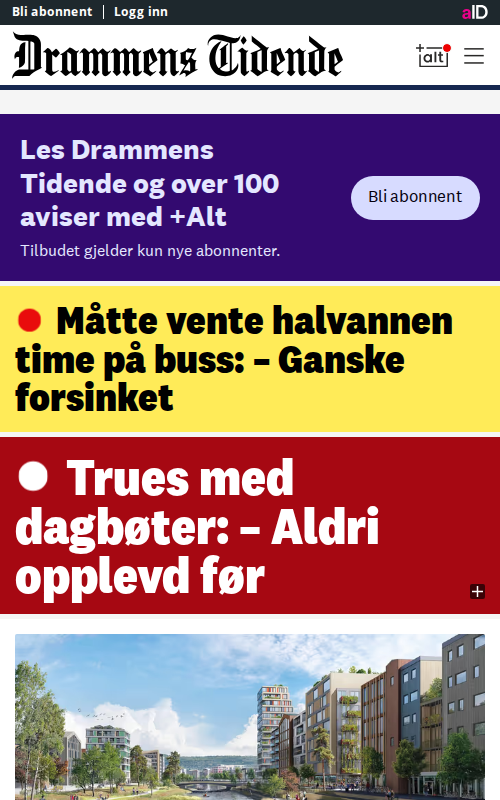 Bli abonnent | Logg inn
aID
Drammens Tidende
+alt
Les Drammens
Tidende og over 100
aviser med +Alt
Bli abonnent
Tilbudet gjelder kun nye abonnenter.
Måtte vente halvannen
time på buss: – Ganske
forsinket
Trues med
dagbøter: – Aldri
opplevd før
+